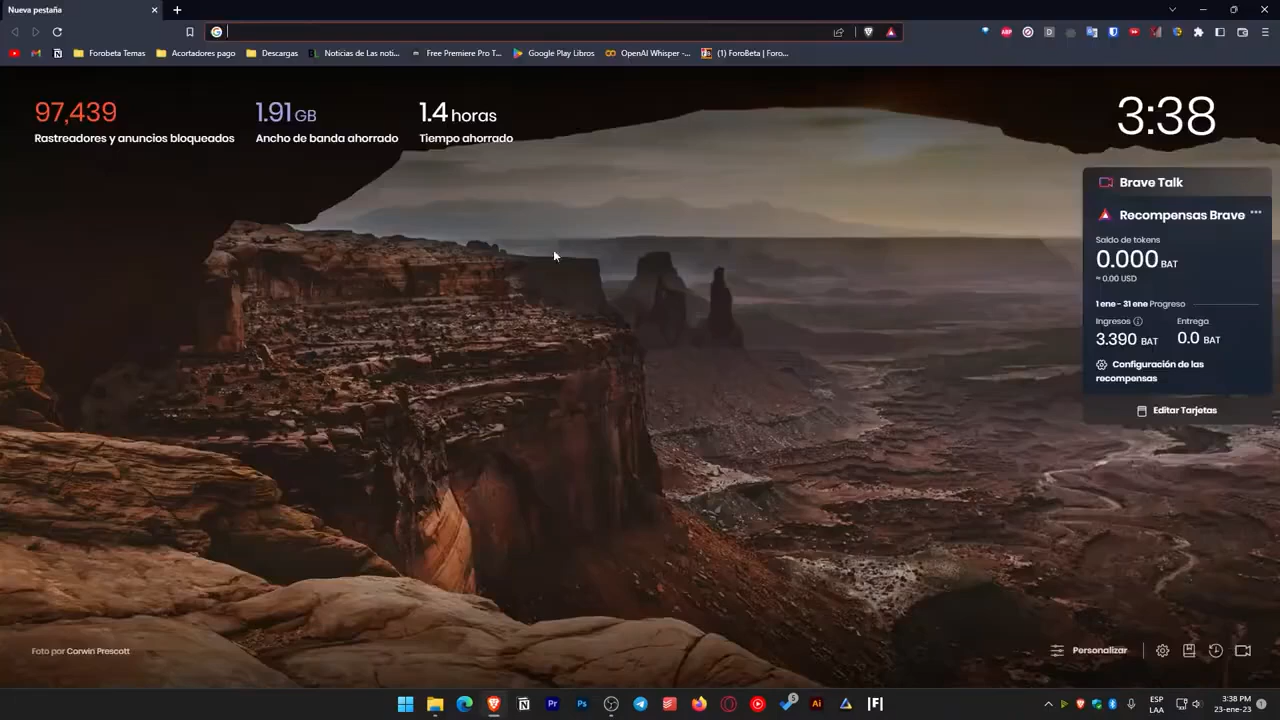 Nueva pestaña
Forobeta Temas
Acortadores pago
Descargas
Noticias de Las noti...
Free Premiere Pro T...
Google Play Libros
OpenAI Whisper -...
(1) ForoBeta | Foro...
97,439
Rastreadores y anuncios bloqueados
1.91 GB
Ancho de banda ahorrado
1.4 horas
Tiempo ahorrado
3:38
Brave Talk
Recompensas Brave
Saldo de tokens
0.000 BAT
≈ 0.00 USD
1 ene - 31 ene Progreso
Ingresos
Entrega
3.390 BAT
0.0 BAT
Configuración de las
recompensas
Editar Tarjetas
Foto por Corwin Prescott
Personalizar
ESP
LAA
3:38 PM
23-ene-23